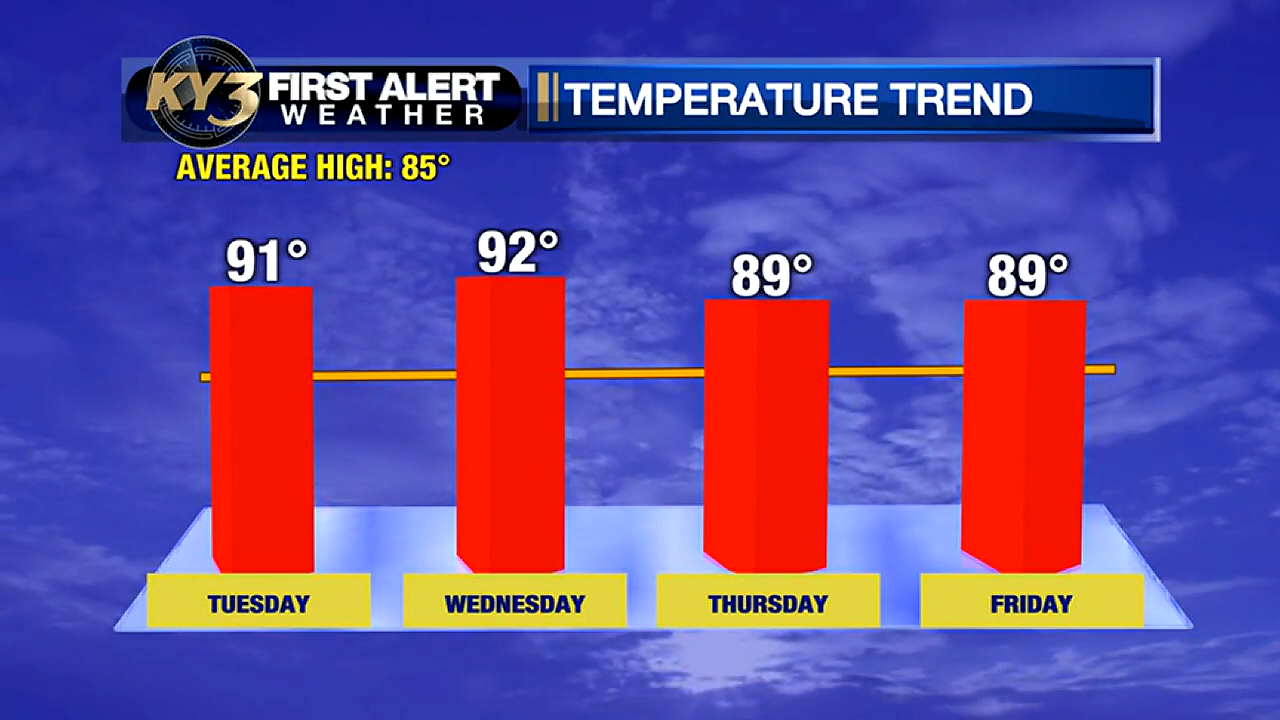 KY3 FIRST ALERT
WEATHER
TEMPERATURE TREND
AVERAGE HIGH: 85°
91°
92°
89°
89°
TUESDAY
WEDNESDAY
THURSDAY
FRIDAY